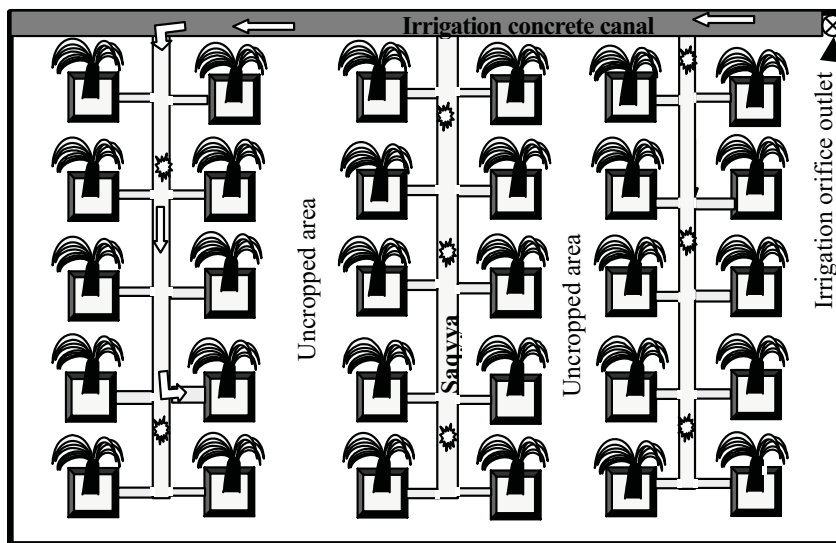 Irrigation concrete canal
Irrigation orifice outlet
Uncropped area
Saqyya
Uncropped area